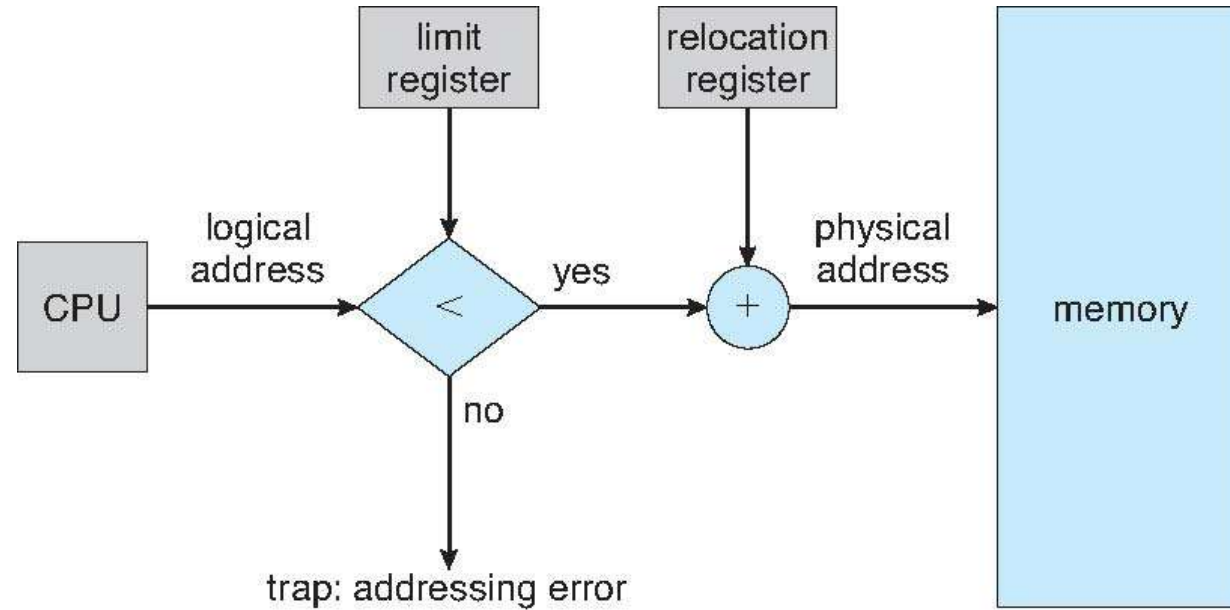 limit
register
relocation
register
logical
address
physical
address
CPU
<
yes
+
memory
no
trap: addressing error